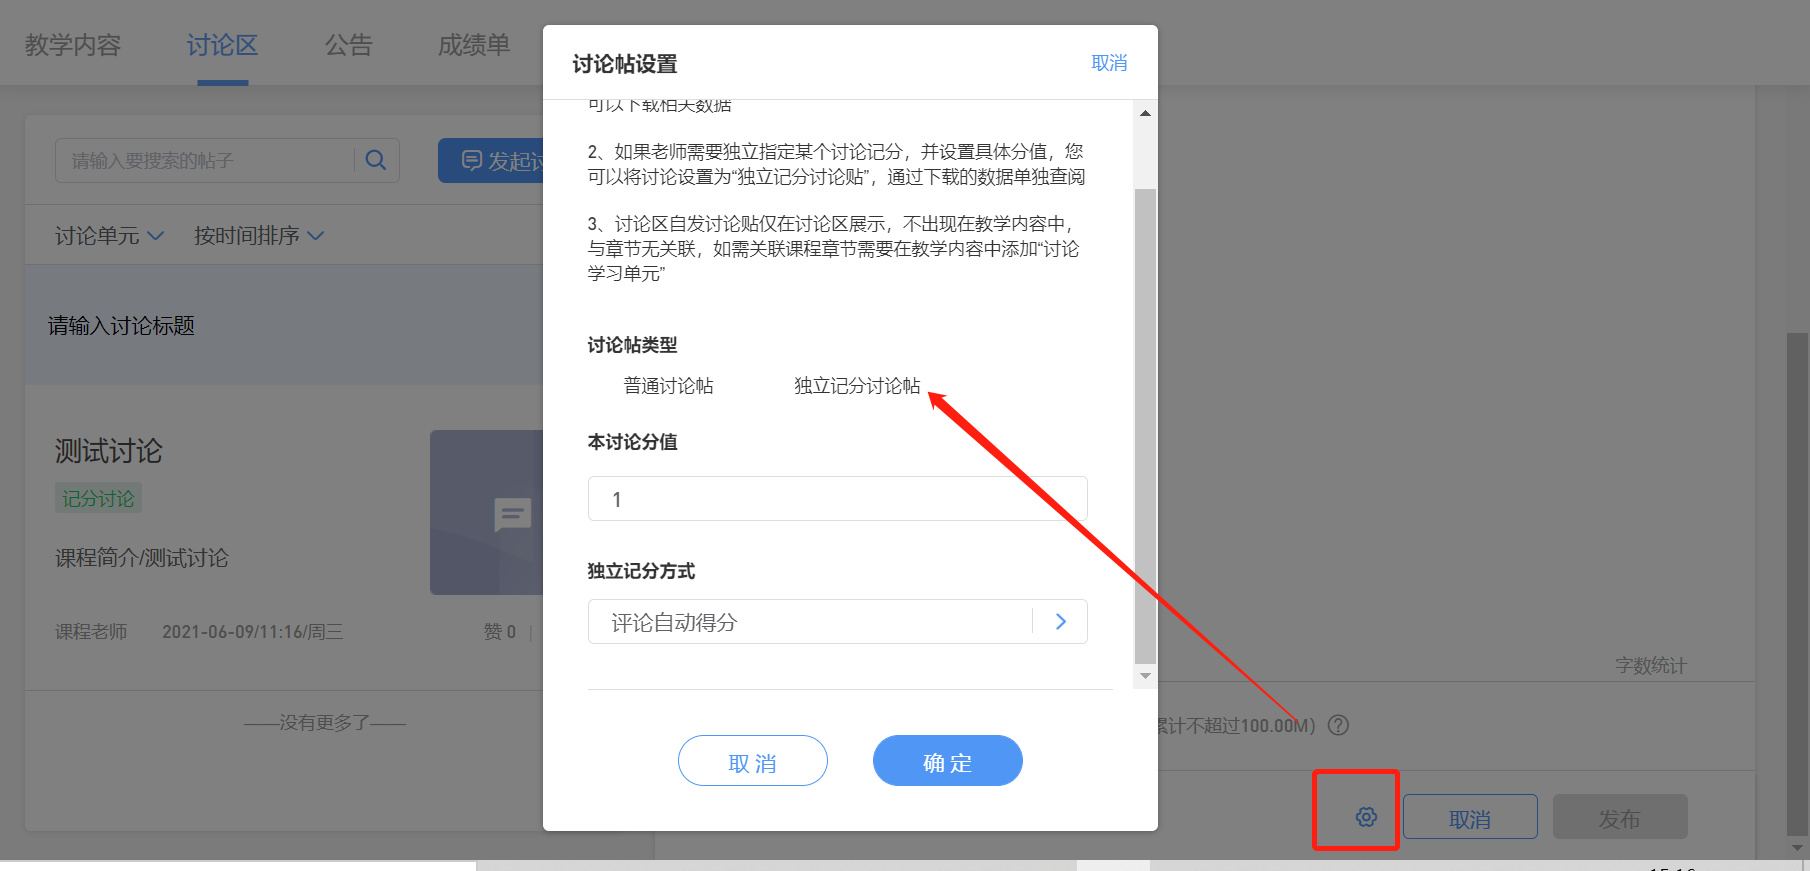 教学内容
讨论区
公告
成绩单
请输入要搜索的帖子
发起讨
讨论单元
按时间排序
请输入讨论标题
测试讨论
记分讨论
课程简介/测试讨论
课程老师
2021-06-09/11:16/周三
赞 0
——没有更多了——
讨论帖设置
取消
可以下载相关数据
2、如果老师需要独立指定某个讨论记分，并设置具体分值，您
可以将讨论设置为“独立记分讨论贴”，通过下载的数据单独查阅
3、讨论区自发讨论贴仅在讨论区展示，不出现在教学内容中，
与章节无关联，如需关联课程章节需要在教学内容中添加“讨论
学习单元”
讨论帖类型
普通讨论帖
独立记分讨论帖
本讨论分值
1
独立记分方式
评论自动得分
取 消
确 定
字数统计
累计不超过100.00M）
取消
发布